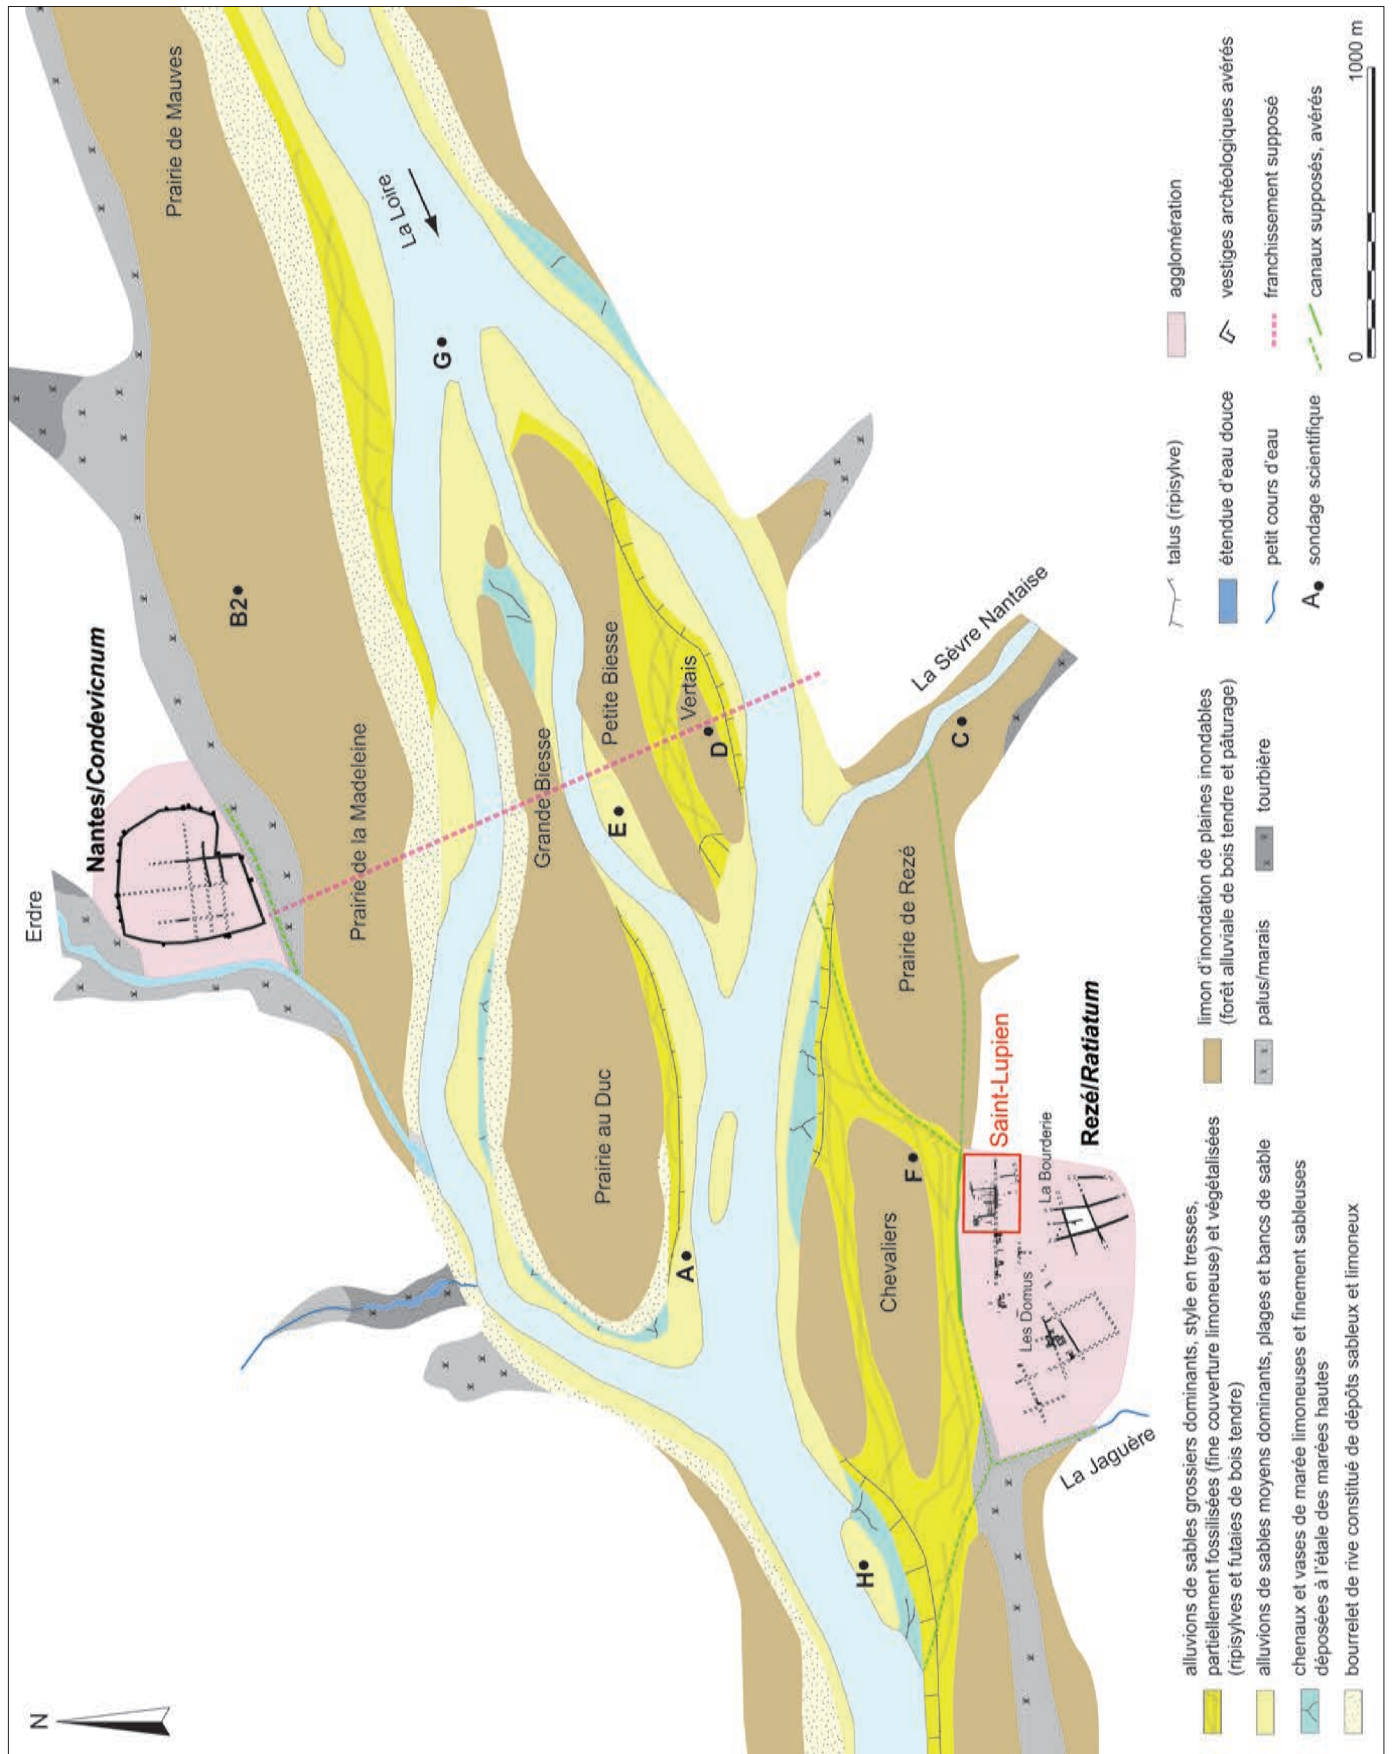 N
Erdre
Nantes/Condevicnum
Prairie de Mauves
La Loire
B2
G
Prairie de la Madeleine
Grande Biesse
Petite Biesse
Vertais
D
E
Prairie au Duc
A
La Sèvre Nantaise
C
Prairie de Rezé
F
Chevaliers
H
Saint-Lupien
La Bourderie
Rezé/Ratiatum
Les Domus
La Jaguère
alluvions de sables grossiers dominants, style en tresses,
partiellement fossilisées (fine couverture limoneuse) et végétalisées
(ripisylves et futaies de bois tendre)
alluvions de sables moyens dominants, plages et bancs de sable
chenaux et vases de marée limoneuses et finement sableuses
déposées à l'étale des marées hautes
bourrelet de rive constitué de dépôts sableux et limoneux
limon d'inondation de plaines inondables
(forêt alluviale de bois tendre et pâturage)
palus/marais
tourbière
talus (ripisylve)
étendue d'eau douce
petit cours d'eau
A
sondage scientifique
agglomération
vestiges archéologiques avérés
franchissement supposé
canaux supposés, avérés
0
1000 m